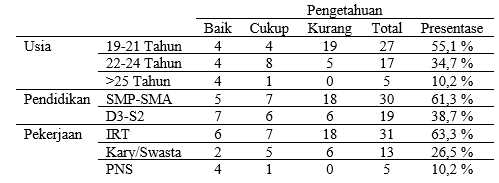 Pengetahuan
Baik Cukup Kurang Total Presentase
Usia 19-21 Tahun 4 4 19 27 55,1 %
22-24 Tahun 4 8 5 17 34,7 %
>25 Tahun 4 1 0 5 10,2 %
Pendidikan SMP-SMA 5 7 18 30 61,3 %
D3-S2 7 6 6 19 38,7 %
Pekerjaan IRT 6 7 18 31 63,3 %
Kary/Swasta 2 5 6 13 26,5 %
PNS 4 1 0 5 10,2 %